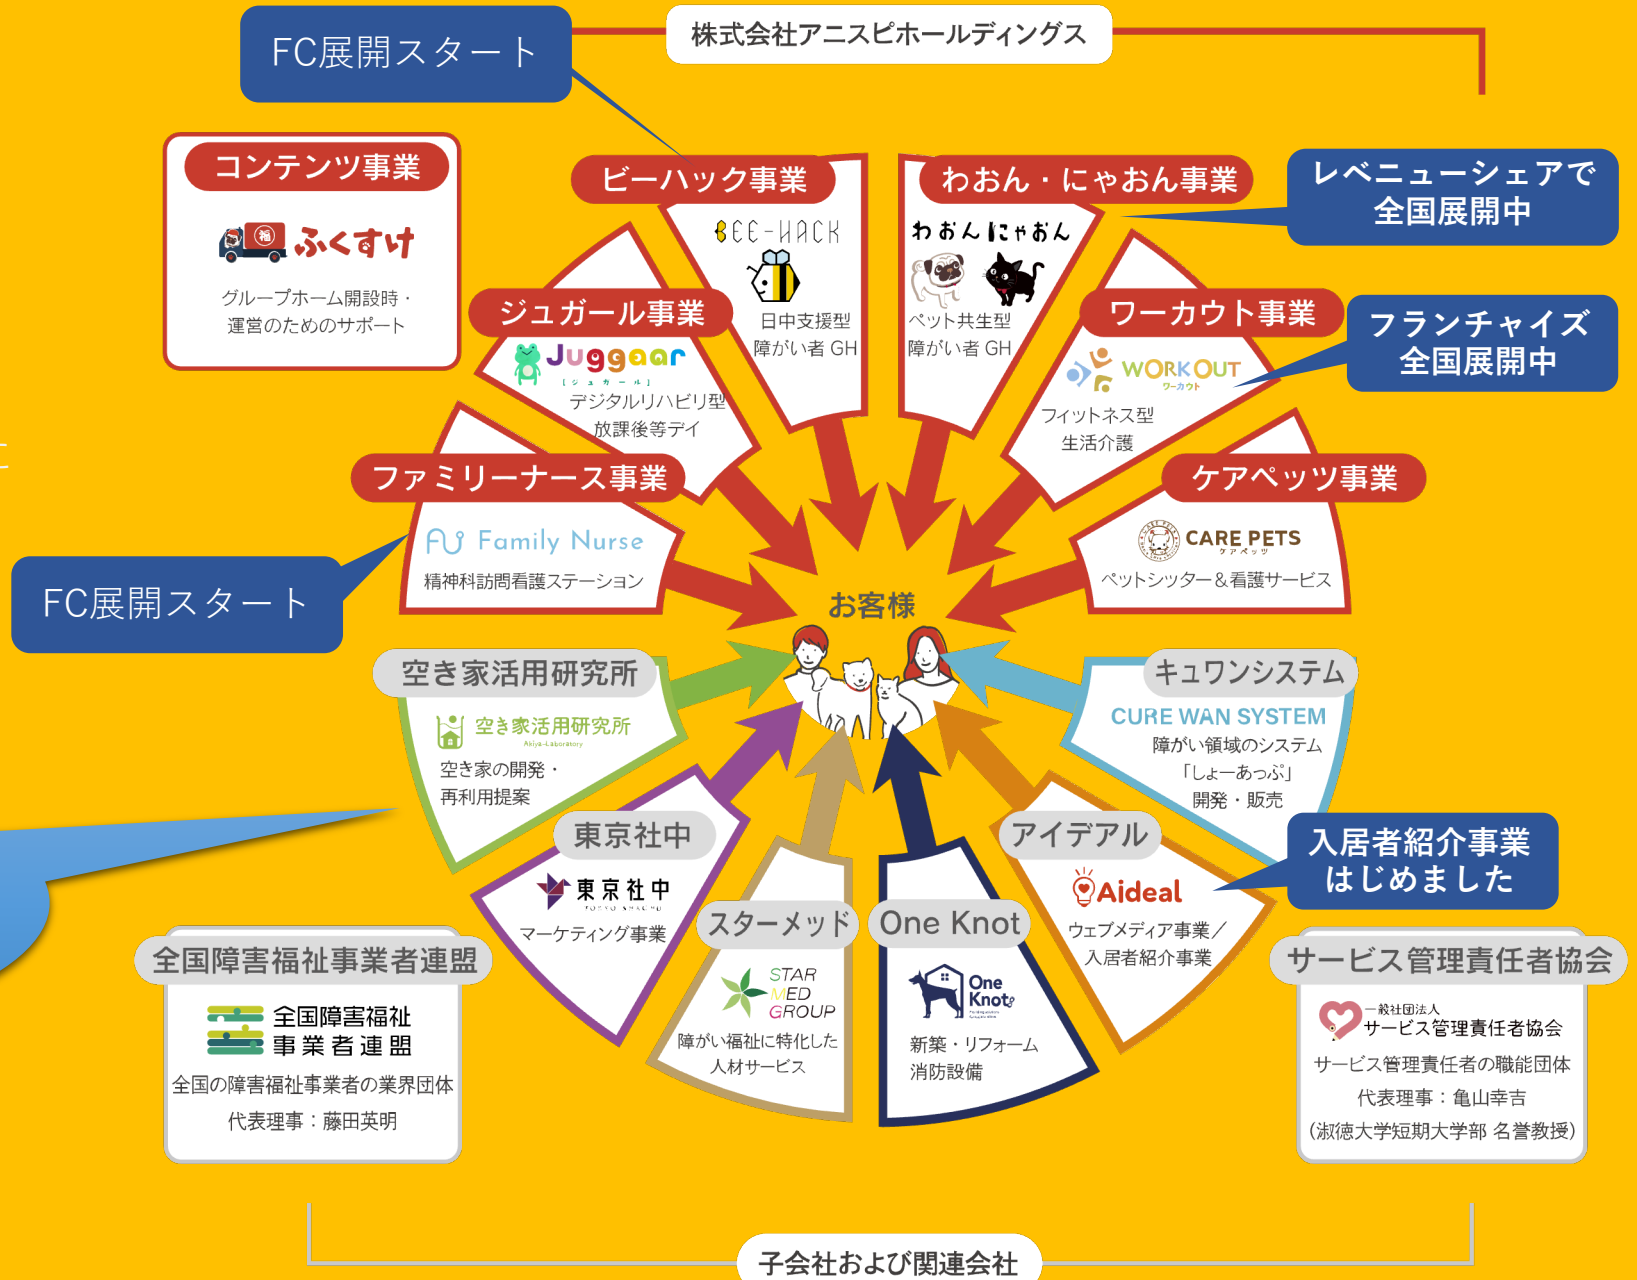 株式会社アニスピホールディングス
FC展開スタート
コンテンツ事業
ふくすけ
グループホーム開設時・
運営のためのサポート
ビーハック事業
BEE-HACK
日中支援型
障がい者 GH
わおん・にゃおん事業
わおんにゃおん
ペット共生型
障がい者 GH
レベニューシェアで
全国展開中
ジュガール事業
Juggaar
[ジュガール]
デジタルリハビリ型
放課後等デイ
ワーカウト事業
WORKOUT
ワーカウト
フィットネス型
生活介護
フランチャイズ
全国展開中
ファミリーナース事業
Family Nurse
精神科訪問看護ステーション
FC展開スタート
ケアペッツ事業
CARE PETS
ケアペッツ
ペットシッター＆看護サービス
お客様
空き家活用研究所
空き家活用研究所
Akiya-Laboratory
空き家の開発・
再利用提案
キュワンシステム
CURE WAN SYSTEM
障がい領域のシステム
「しょーあっぷ」
開発・販売
東京社中
東京社中
マーケティング事業
スターメッド
STAR
MED
GROUP
障がい福祉に特化した
人材サービス
One Knot
One
Knot
新築・リフォーム
消防設備
アイデアル
Aideal
ウェブメディア事業／
入居者紹介事業
入居者紹介事業
はじめました
全国障害福祉事業者連盟
全国障害福祉
事業者連盟
全国の障害福祉事業者の業界団体
代表理事：藤田英明
サービス管理責任者協会
一般社団法人
サービス管理責任者協会
サービス管理責任者の職能団体
代表理事：亀山幸吉
(淑徳大学短期大学部 名誉教授)
子会社および関連会社